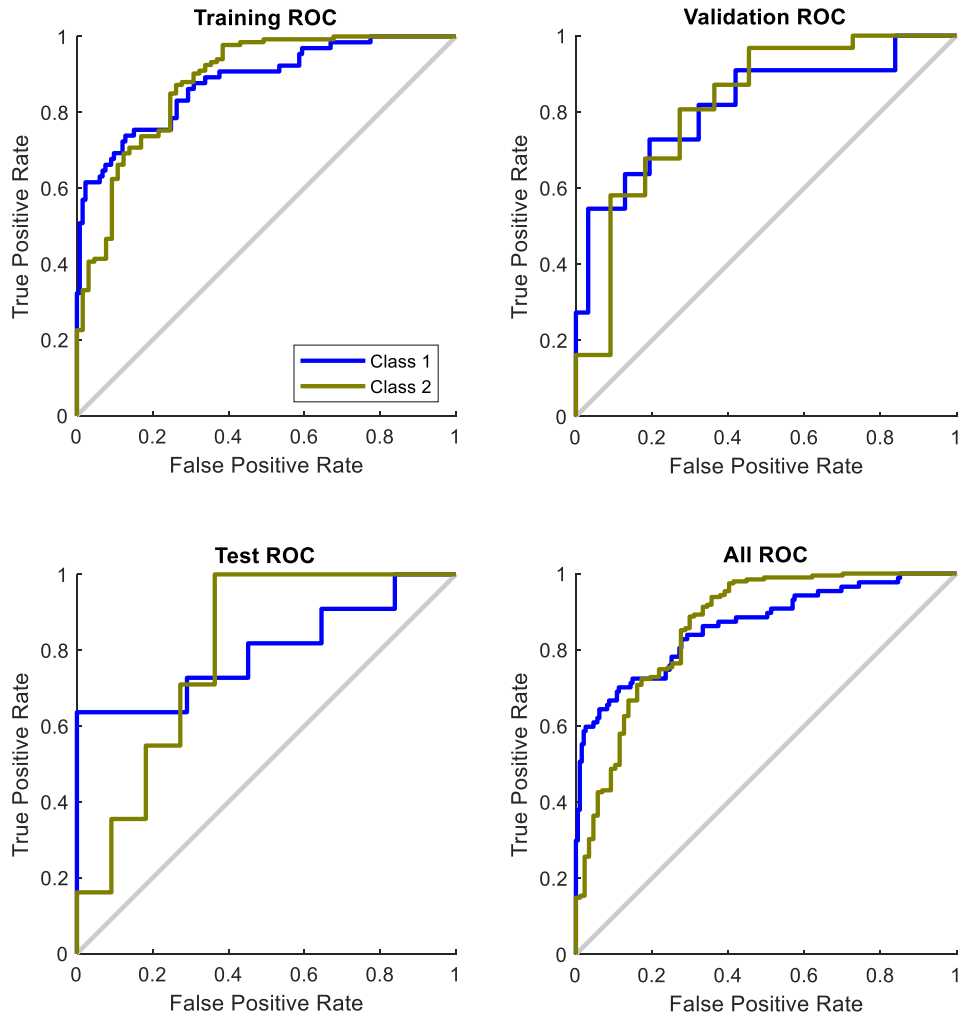 Training ROC
1
0.8
0.6
0.4
0.2
0
True Positive Rate
Class 1
Class 2
0 0.2 0.4 0.6 0.8 1
False Positive Rate
Validation ROC
1
0.8
0.6
0.4
0.2
0
True Positive Rate
0 0.2 0.4 0.6 0.8 1
False Positive Rate
Test ROC
1
0.8
0.6
0.4
0.2
0
True Positive Rate
0 0.2 0.4 0.6 0.8 1
False Positive Rate
All ROC
1
0.8
0.6
0.4
0.2
0
True Positive Rate
0 0.2 0.4 0.6 0.8 1
False Positive Rate